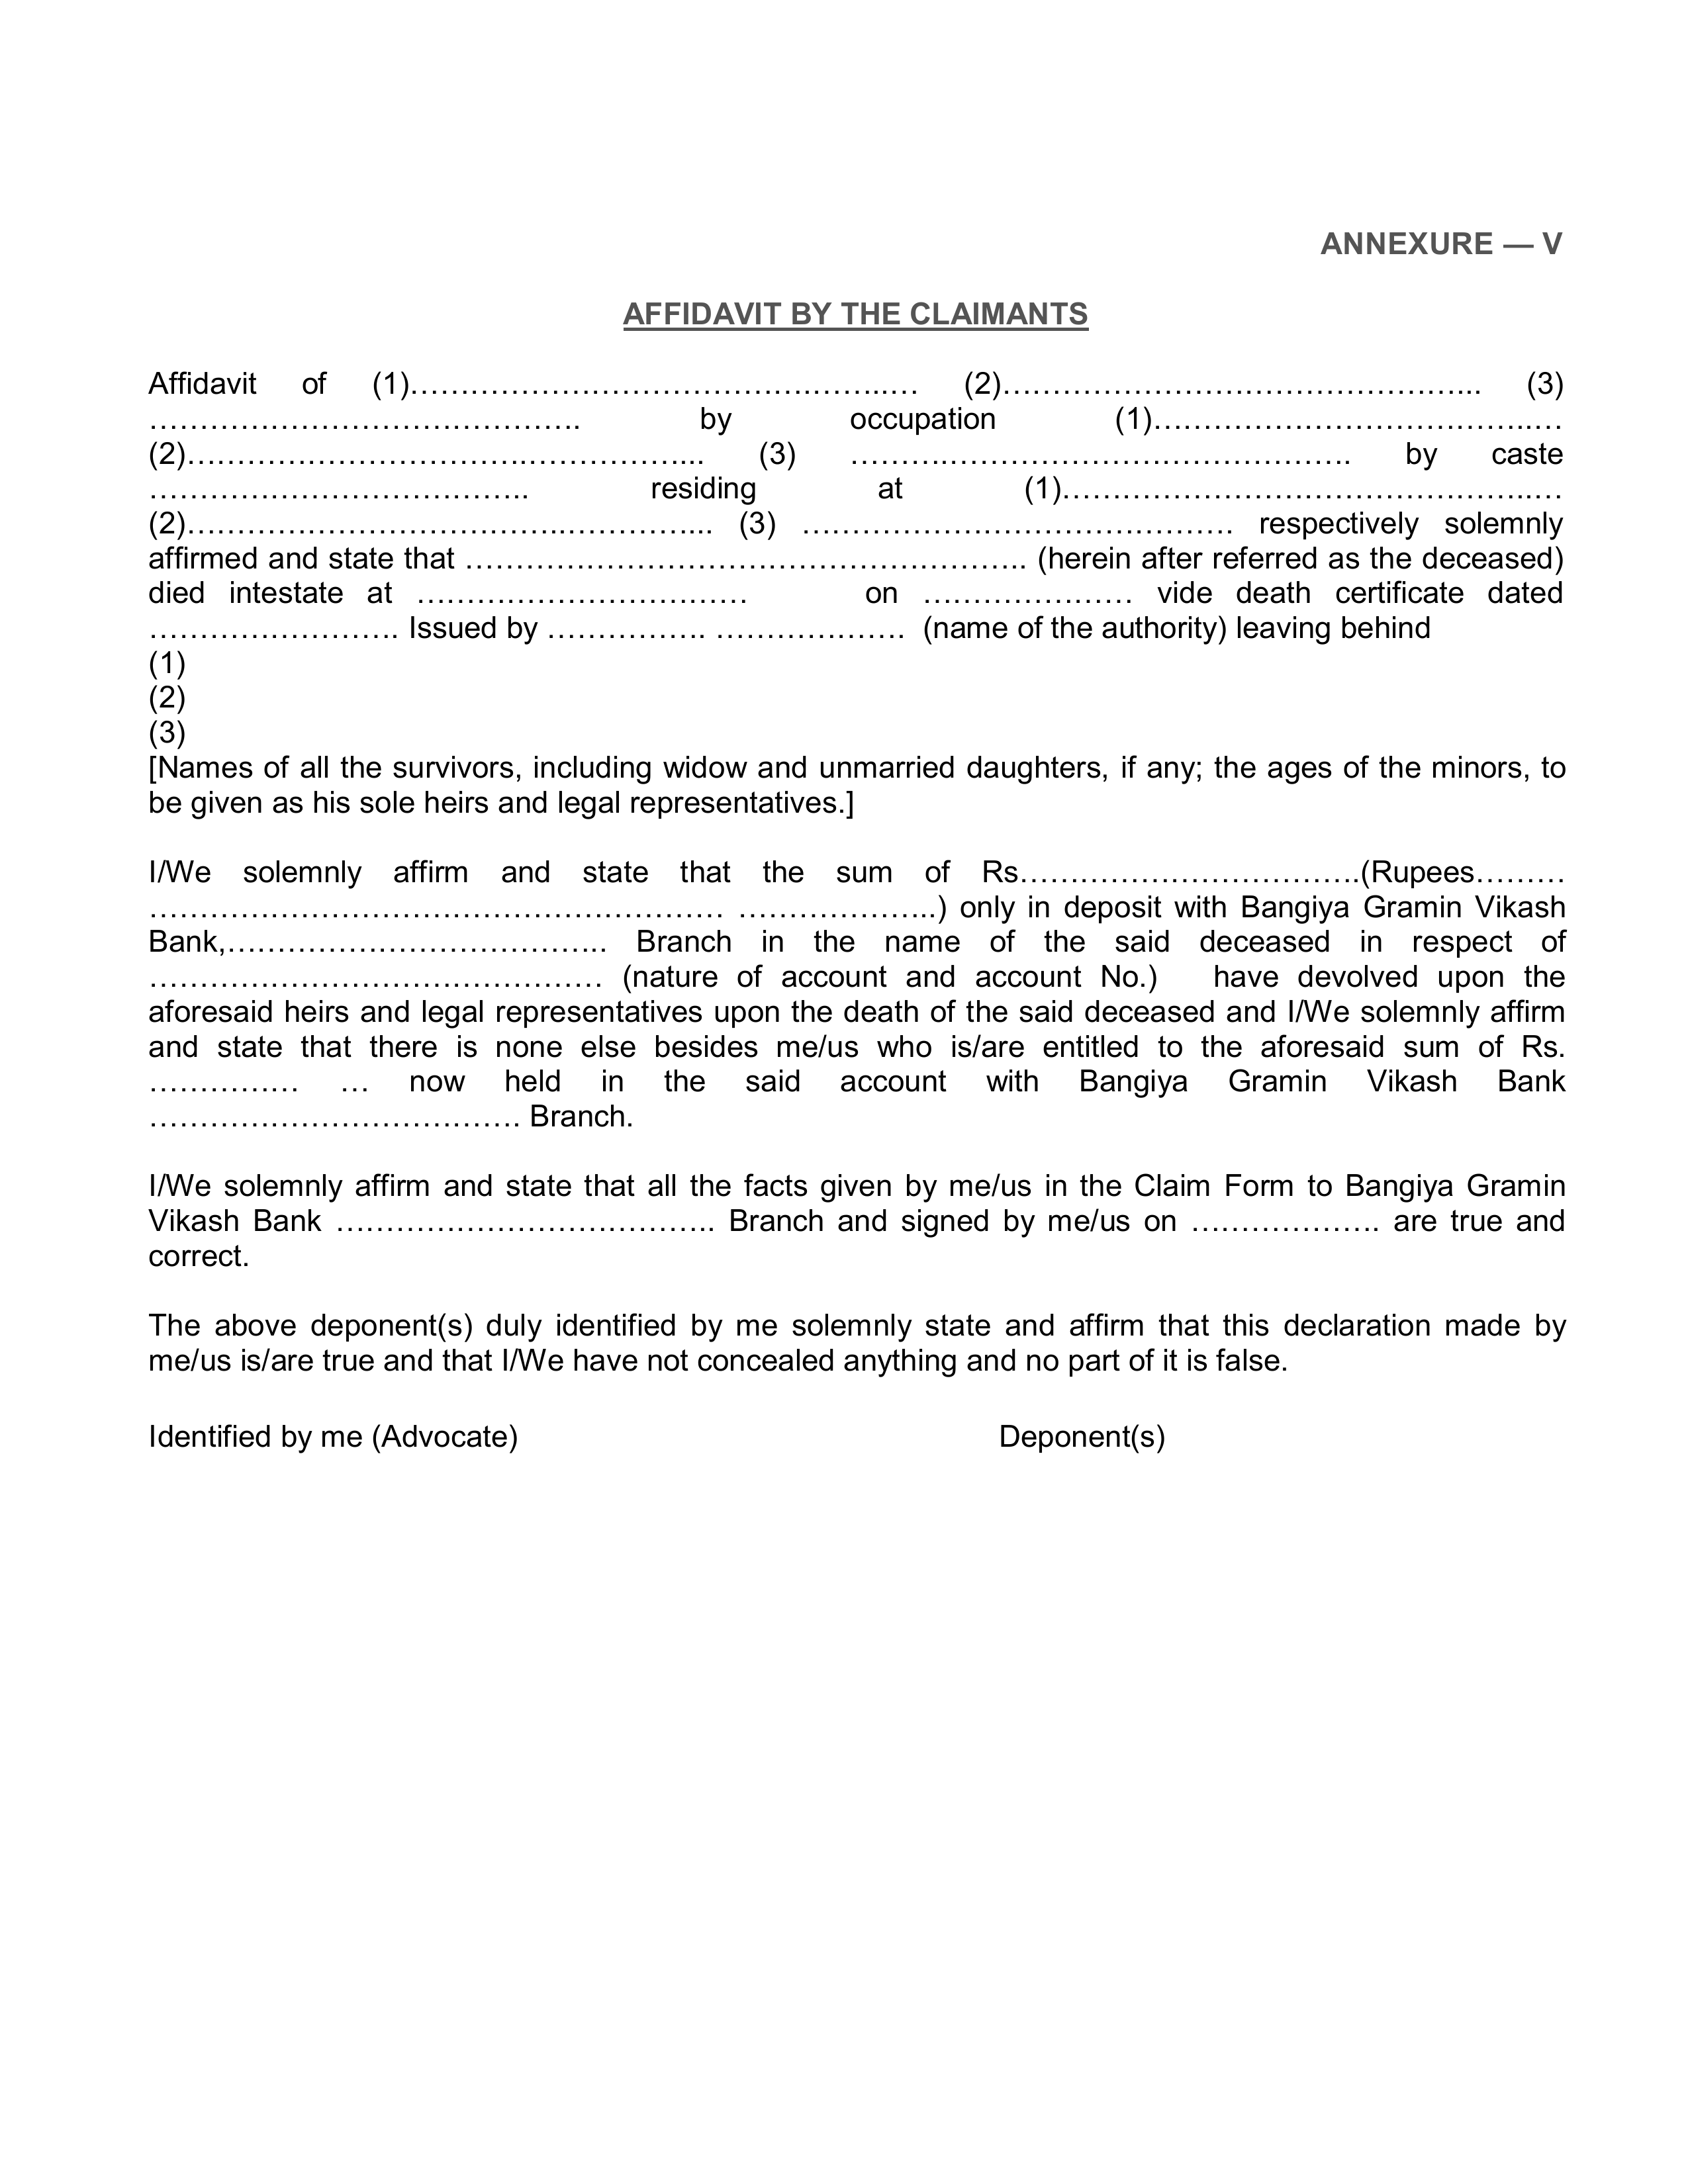 ANNEXURE — V
AFFIDAVIT BY THE CLAIMANTS
Affidavit of (1)……………………………………….…... (2)………………………………………... (3)
……………………………………. by occupation (1)……………………………….….…
(2)…………………………….…………... (3) ……….…………………………………. by caste
……………………………….. residing at (1)……………………………………….…
(2)………….…………………….………... (3) ……………………………………. respectively solemnly
affirmed and state that ……………………………………………….. (herein after referred as the deceased)
died intestate at …………………………… on ………………… vide death certificate dated
……………………. Issued by ……………. ………………. (name of the authority) leaving behind
(1)
(2)
(3)
[Names of all the survivors, including widow and unmarried daughters, if any; the ages of the minors, to
be given as his sole heirs and legal representatives.]
I/We solemnly affirm and state that the sum of Rs…………………………….(Rupees………
………………………………………………… ………………..) only in deposit with Bangiya Gramin Vikash
Bank,……………………………….. Branch in the name of the said deceased in respect of
……………………………………… (nature of account and account No.) have devolved upon the
aforesaid heirs and legal representatives upon the death of the said deceased and I/We solemnly affirm
and state that there is none else besides me/us who is/are entitled to the aforesaid sum of Rs.
…………… … now held in the said account with Bangiya Gramin Vikash Bank
………………………………. Branch.
I/We solemnly affirm and state that all the facts given by me/us in the Claim Form to Bangiya Gramin
Vikash Bank ………………………………. Branch and signed by me/us on ………………. are true and
correct.
The above deponent(s) duly identified by me solemnly state and affirm that this declaration made by
me/us is/are true and that I/We have not concealed anything and no part of it is false.
Identified by me (Advocate) Deponent(s)